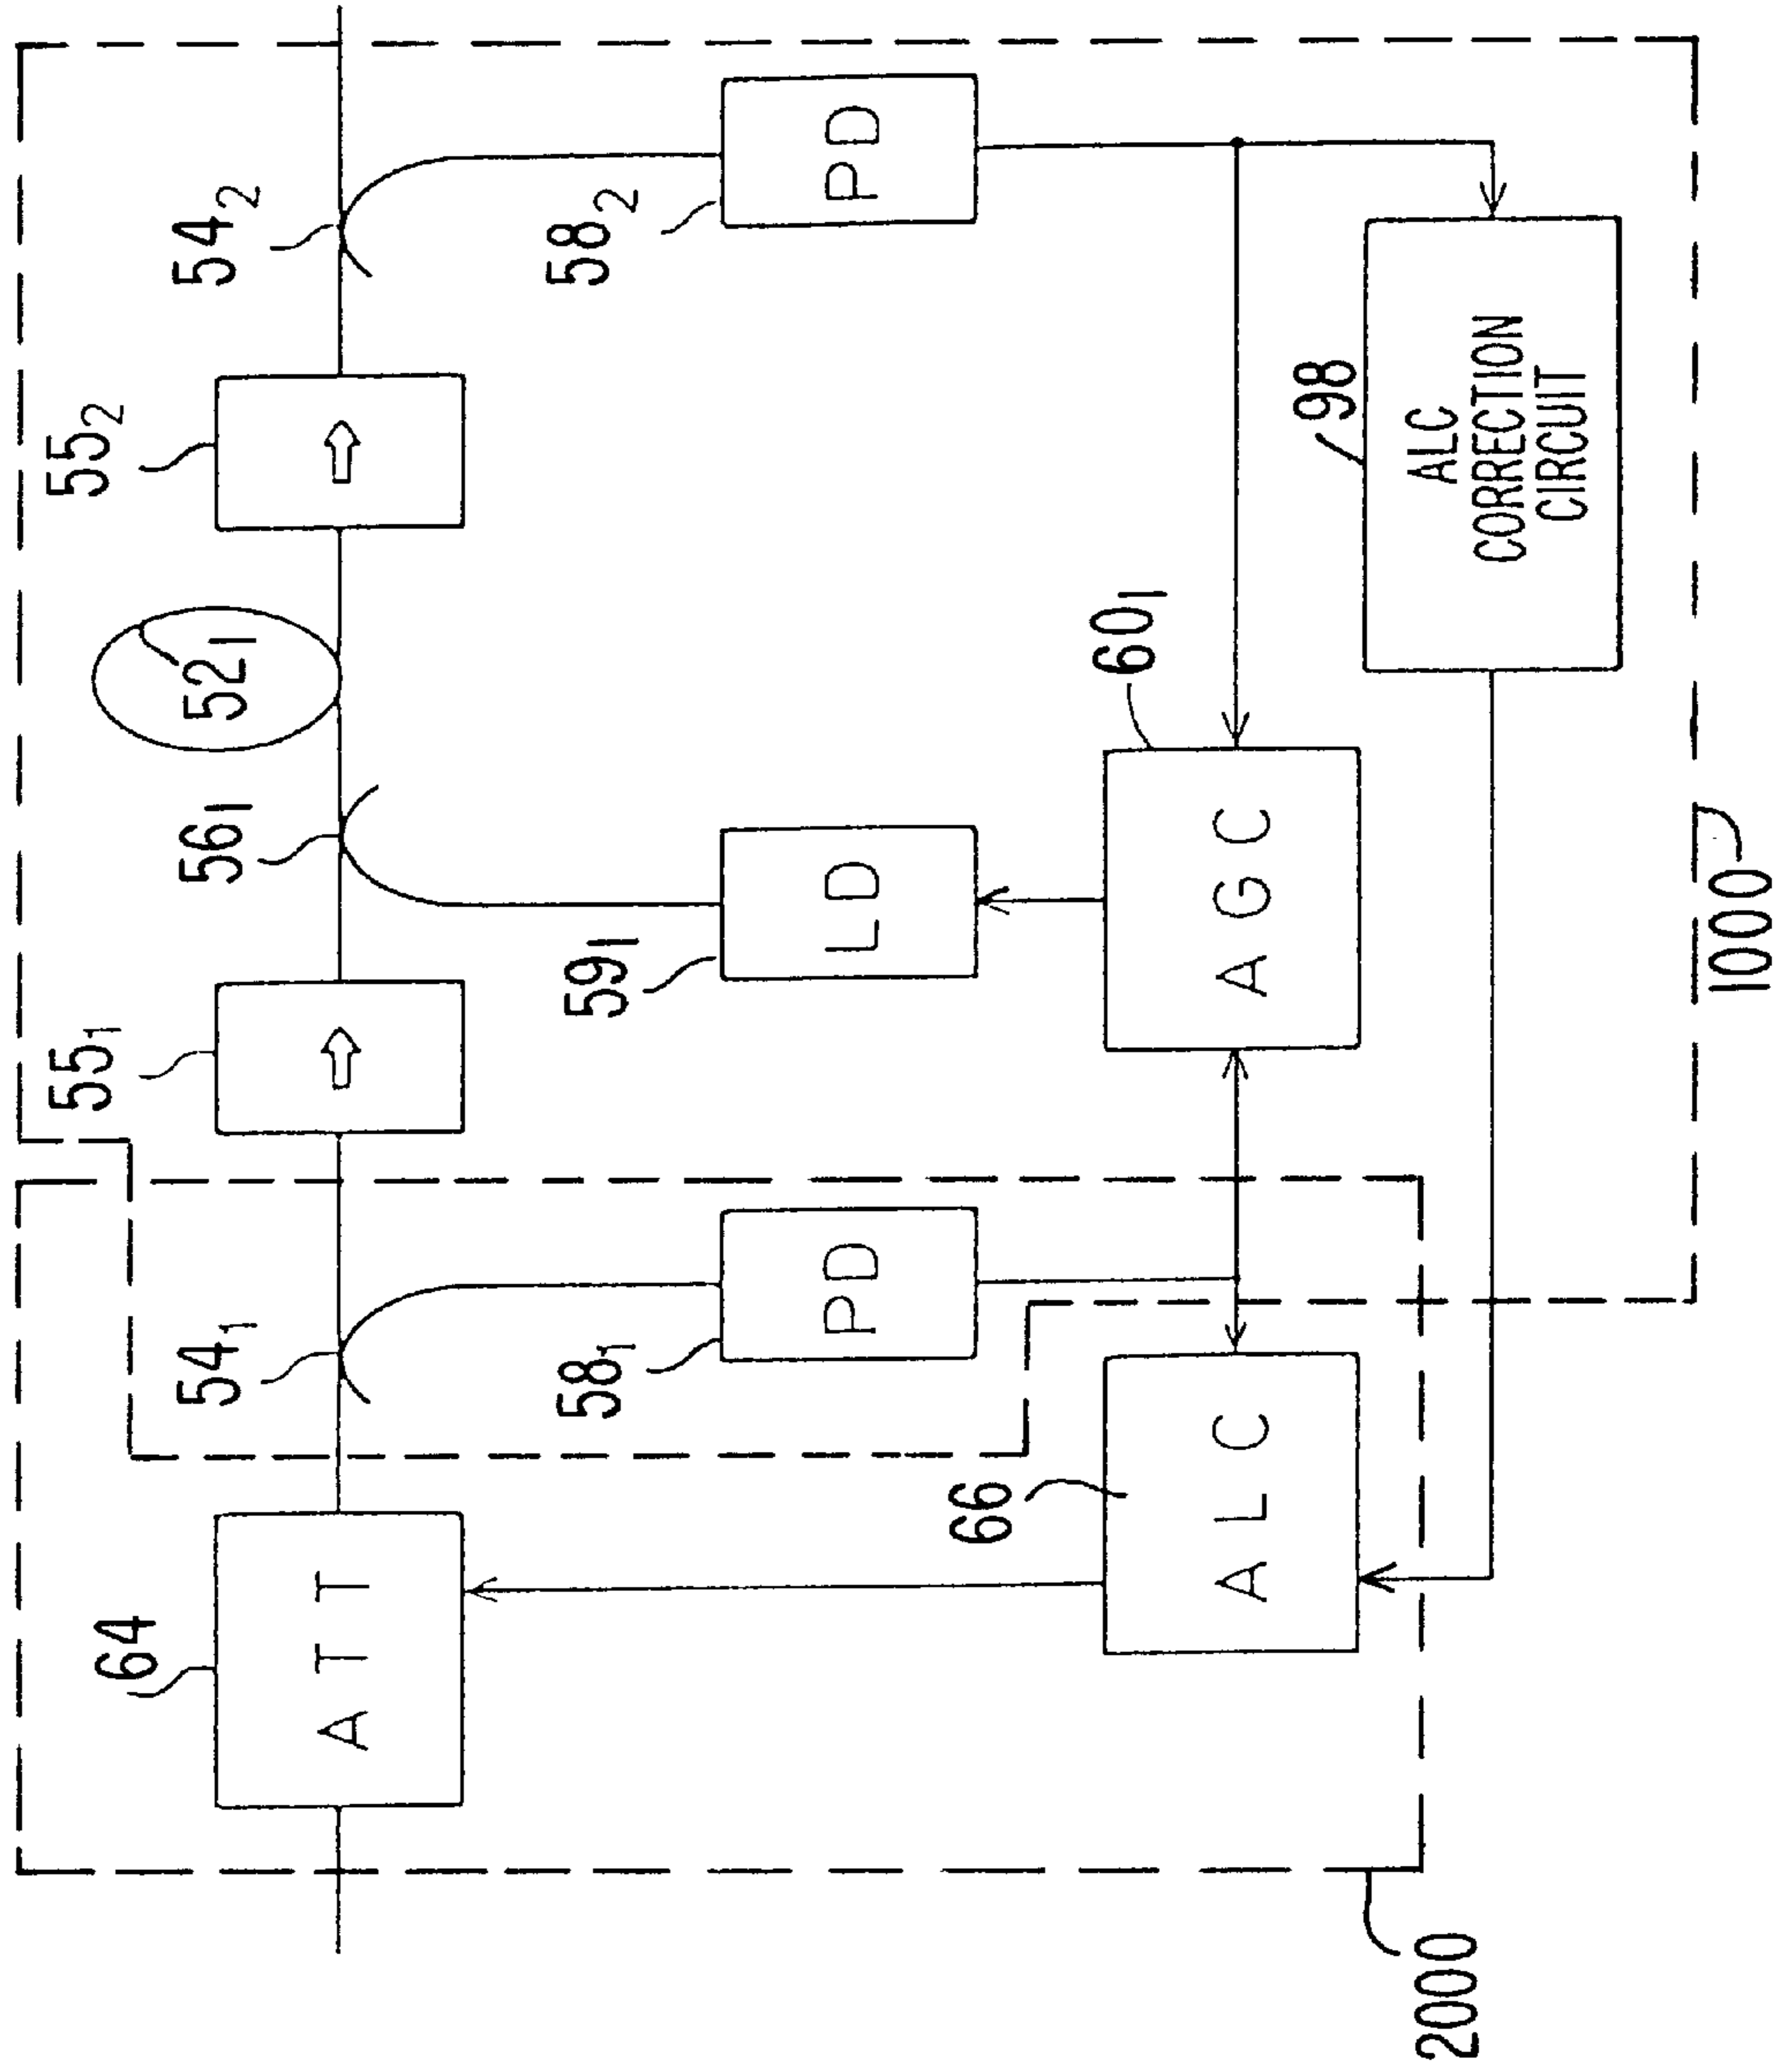 64
ATT
54₁
55₁
56₁
52₁
55₂
54₂
58₁
PD
59₁
LD
58₂
PD
66
ALC
60₁
AGC
98
ALC
CORRECTION
CIRCUIT
2000
1000